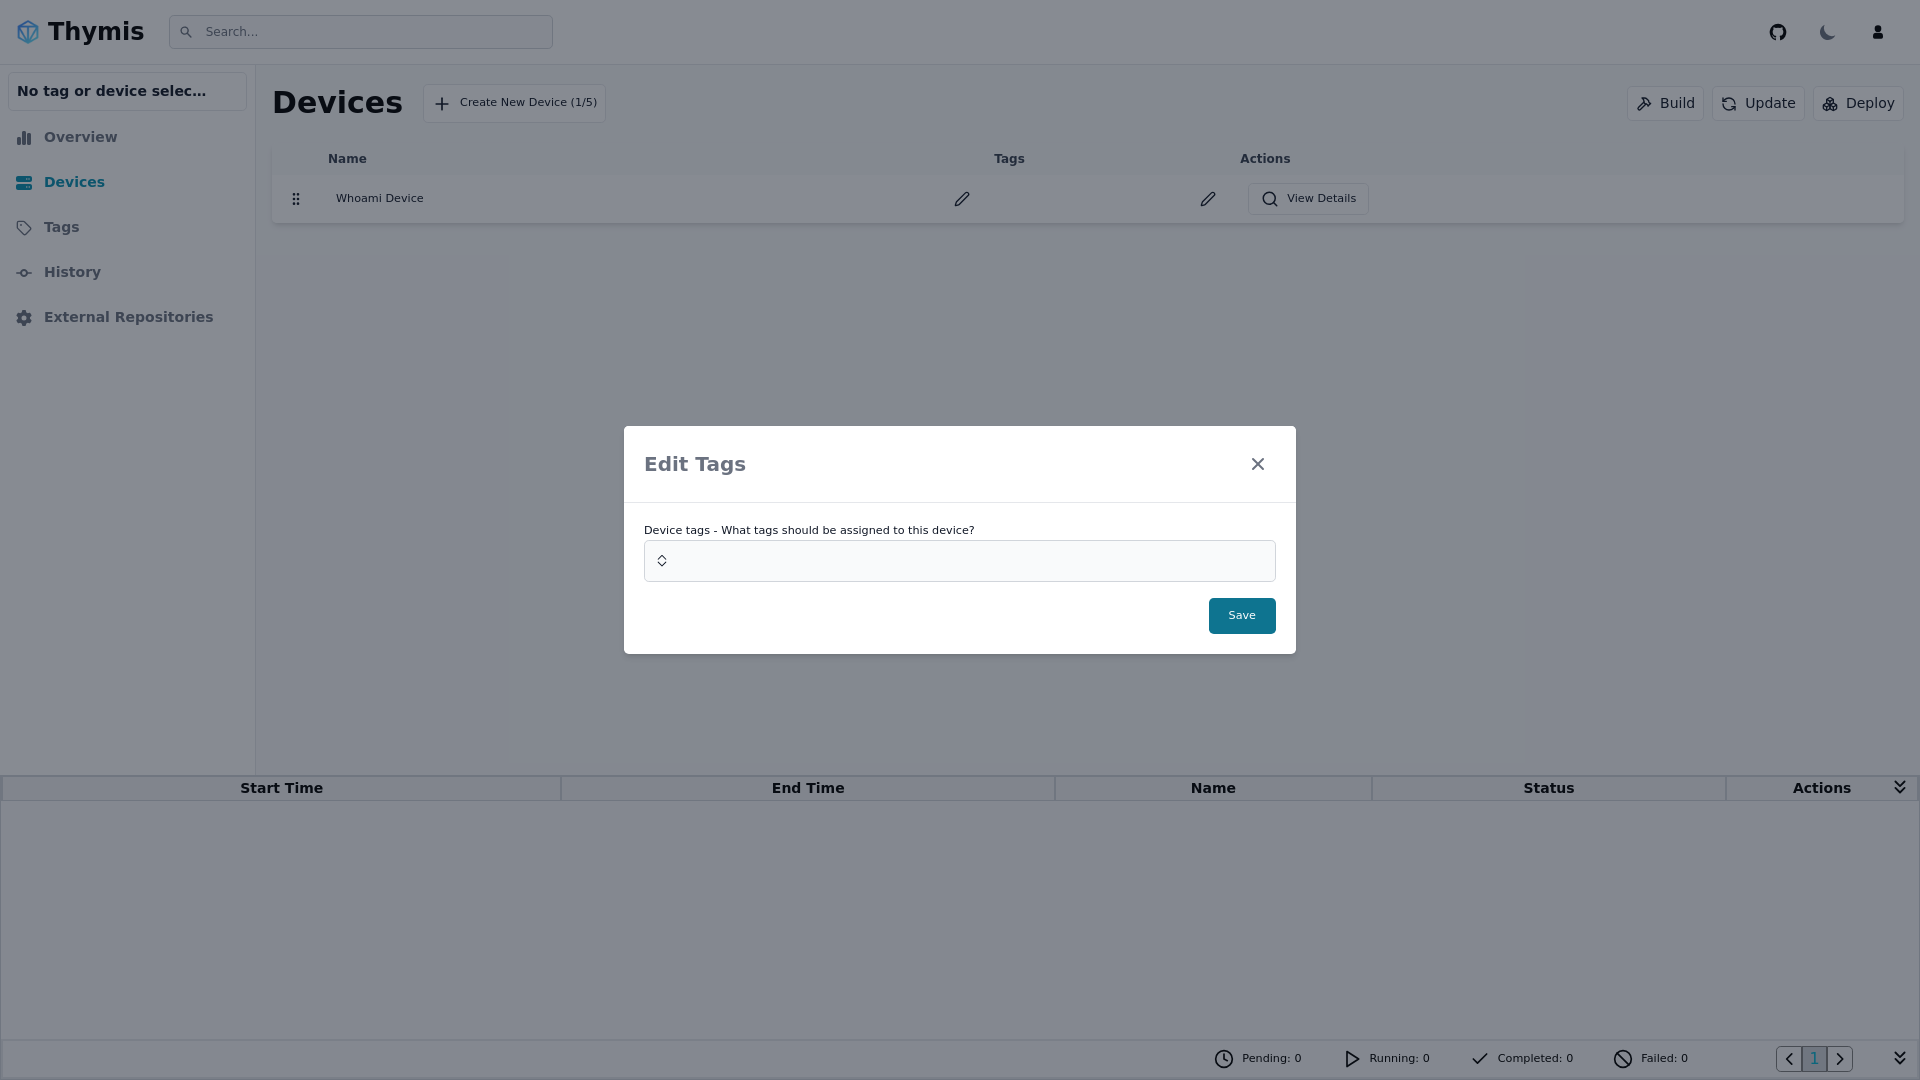 Thymis
Search...
No tag or device selec...
Overview
Devices
Tags
History
External Repositories
Devices
Create New Device (1/5)
Build
Update
Deploy
Name
Tags
Actions
Whoami Device
View Details
Edit Tags
Device tags - What tags should be assigned to this device?
Save
Start Time
End Time
Name
Status
Actions
Pending: 0
Running: 0
Completed: 0
Failed: 0
1